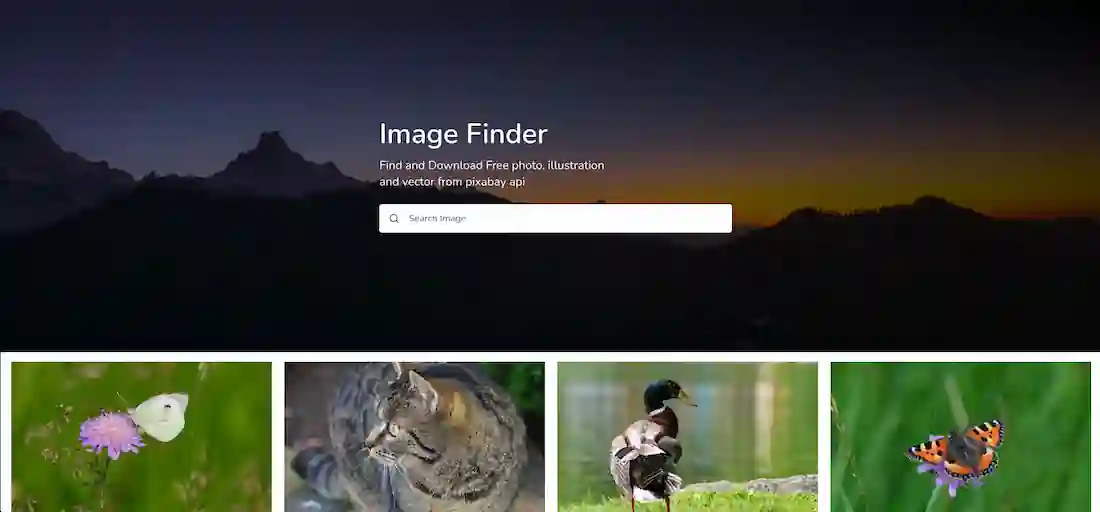 Image Finder
Find and Download Free photo, illustration
and vector from pixabay api
Search Image